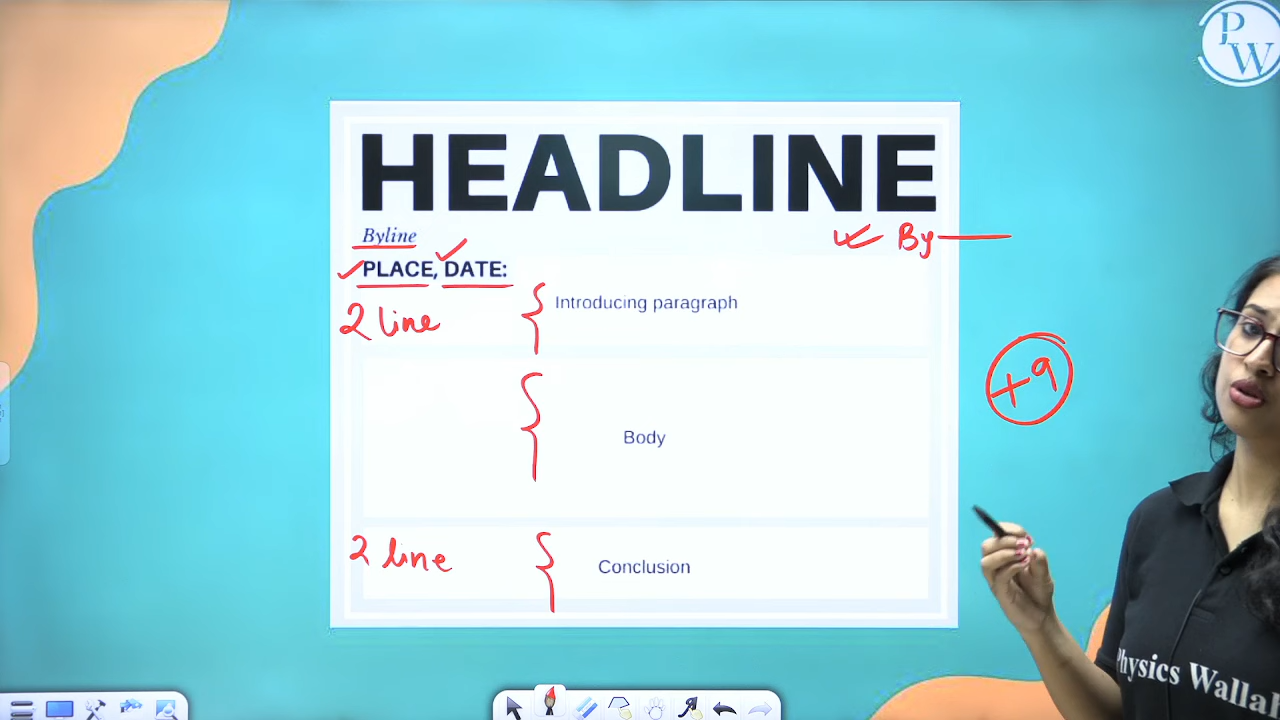 PW
HEADLINE
Byline
By
PLACE, DATE:
2 line
Introducing paragraph
+9
Body
2 line
Conclusion
Physics Wallah